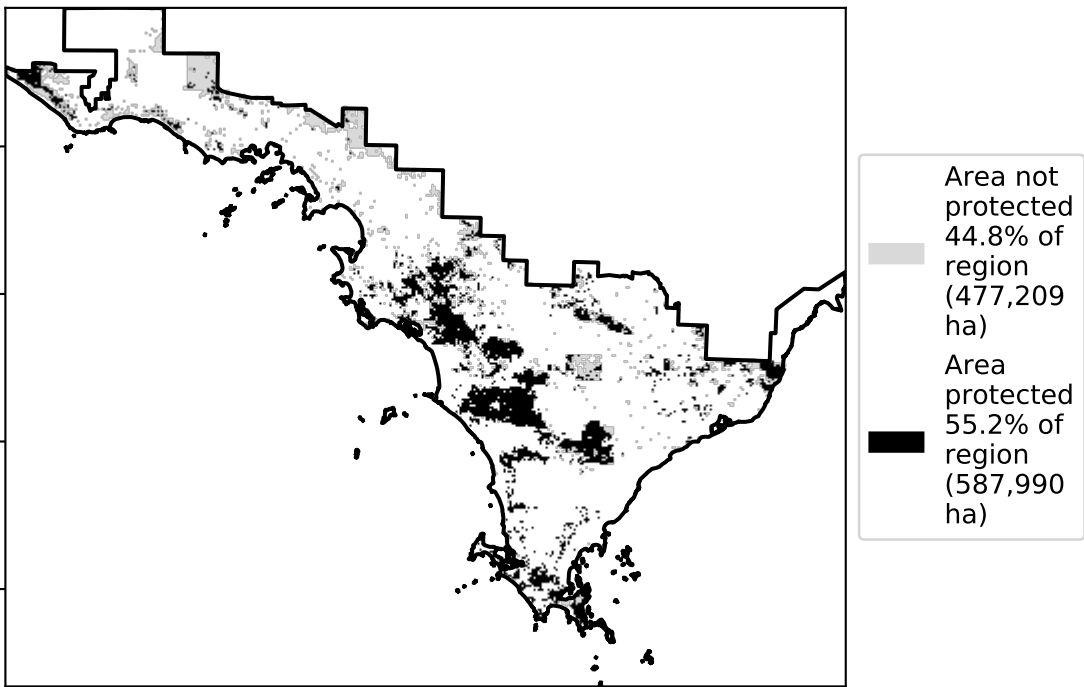 Area not
protected
44.8% of
region
(477,209
ha)
Area
protected
55.2% of
region
(587,990
ha)